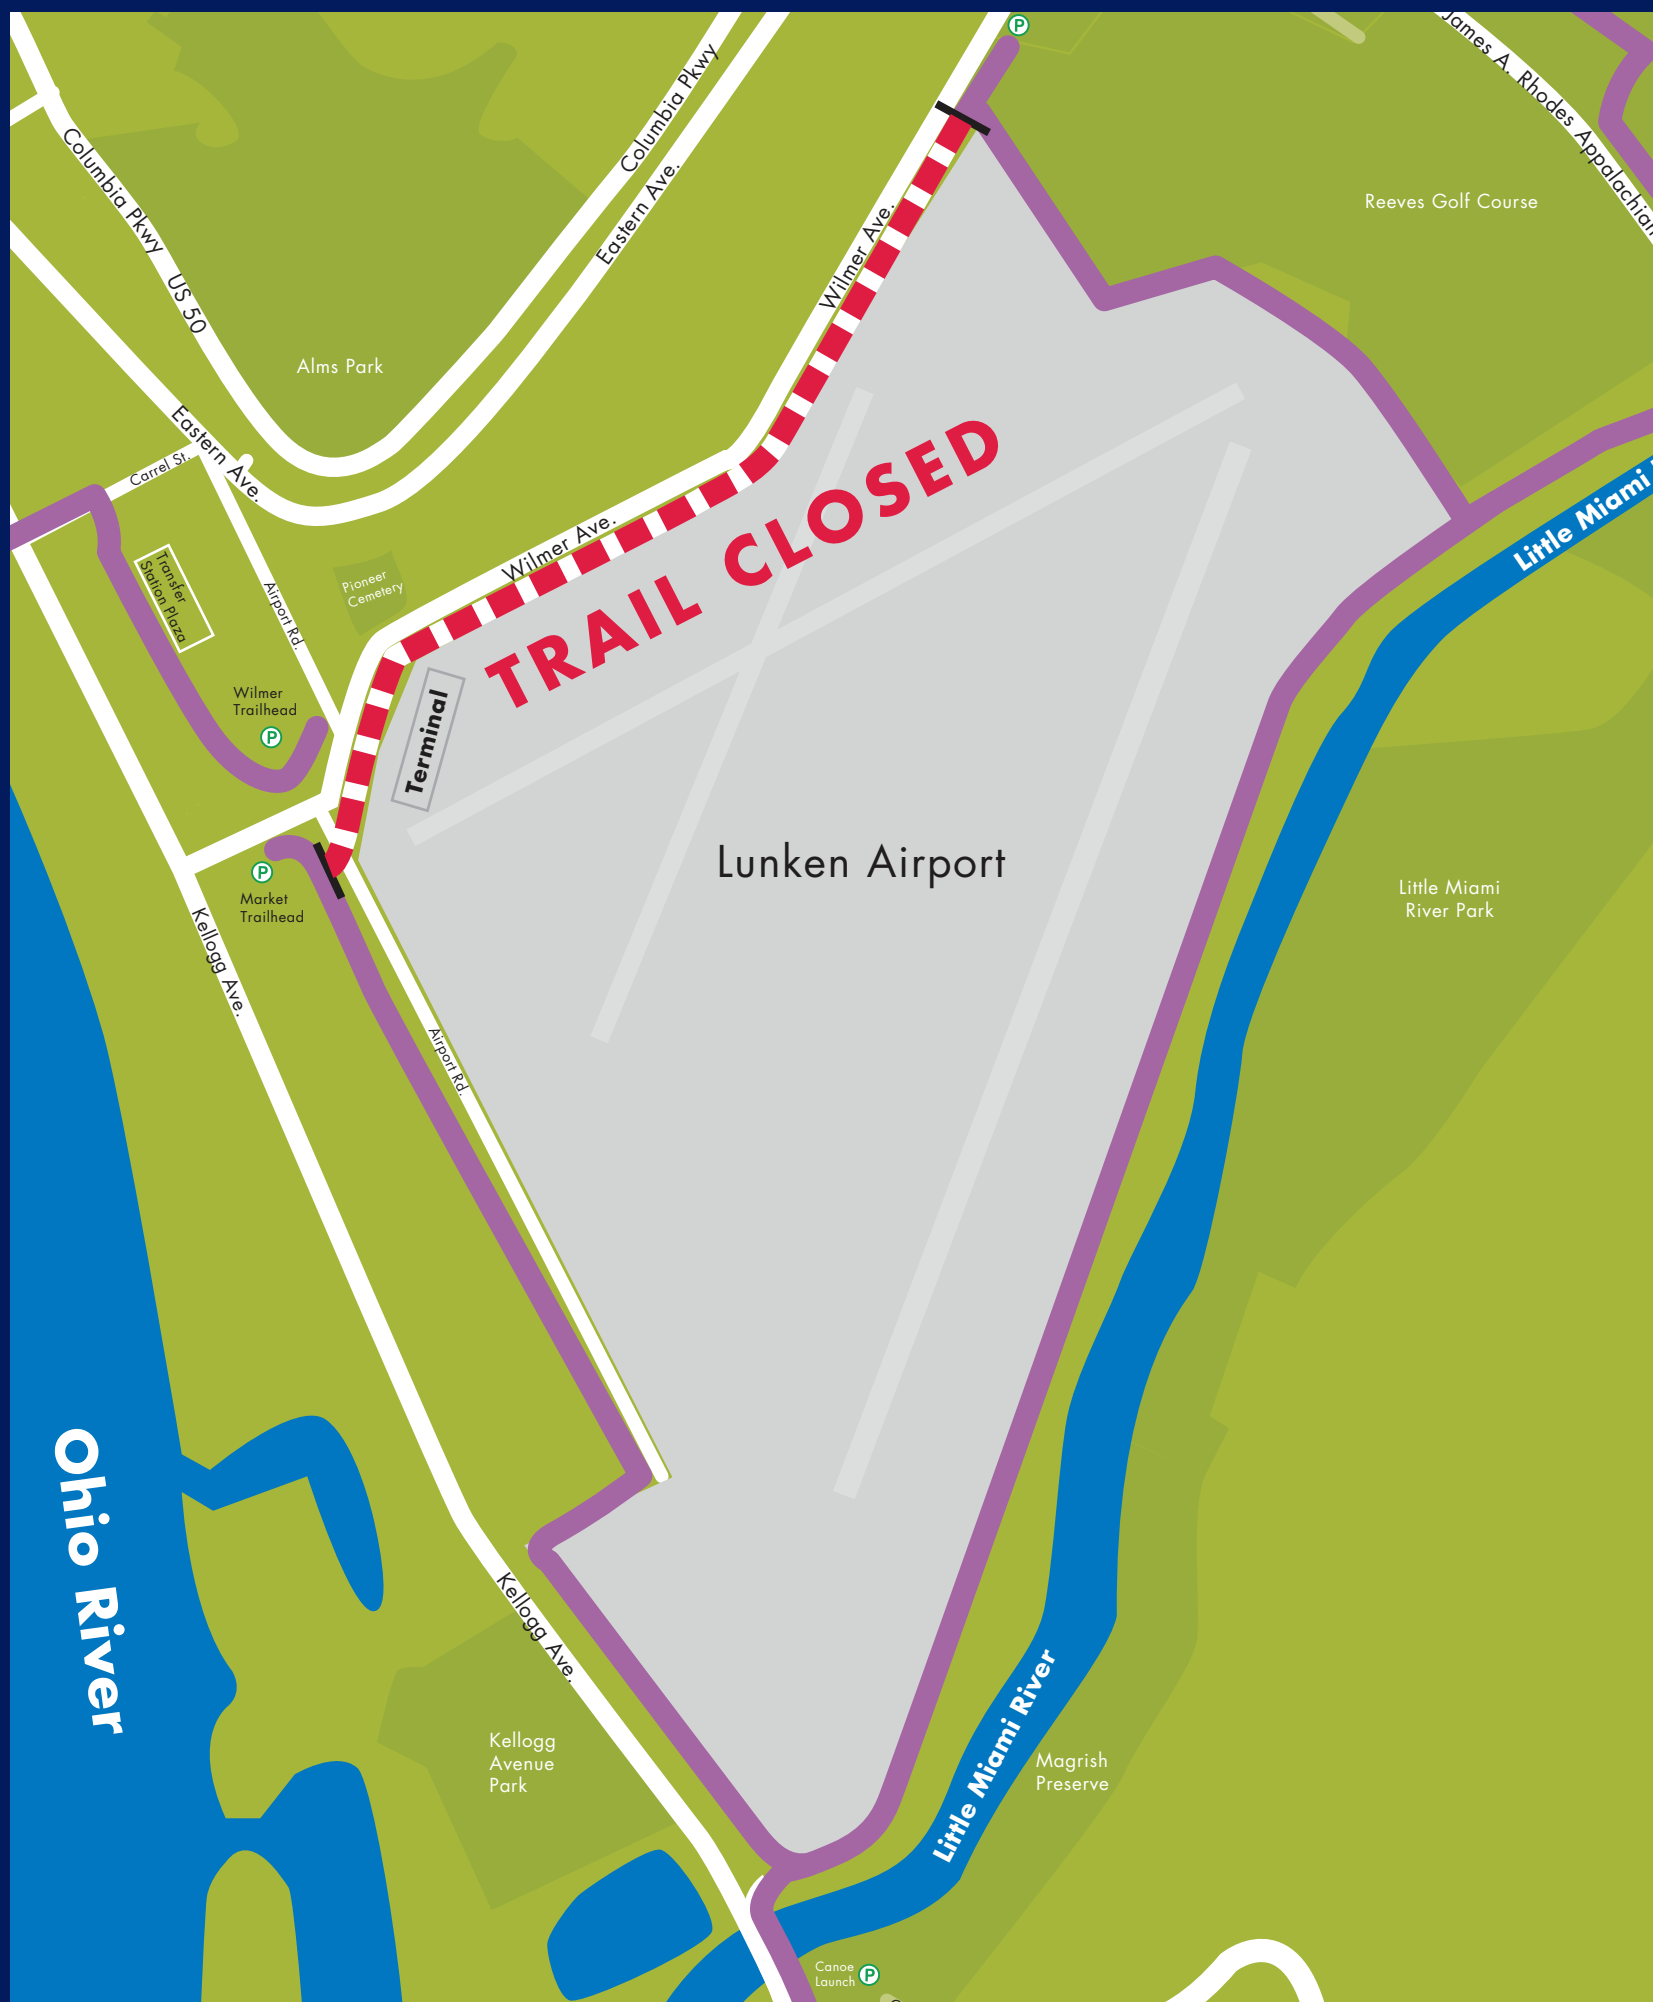 P
James A. Rhodes Appalachian
Columbia Pkwy
Eastern Ave.
Columbia Pkwy
US 50
Wilmer Ave.
Reeves Golf Course
Alms Park
Eastern Ave.
Carrel St.
TRAIL CLOSED
Little Miami
Wilmer Ave.
Pioneer
Cemetery
Transfer
Station Plaza
Airport Rd.
Terminal
Wilmer
Trailhead
P
Lunken Airport
P
Market
Trailhead
Little Miami
River Park
Kellogg Ave.
Airport Rd.
Ohio River
Kellogg Ave.
Little Miami River
Kellogg
Avenue
Park
Magrish
Preserve
Canoe
Launch
P